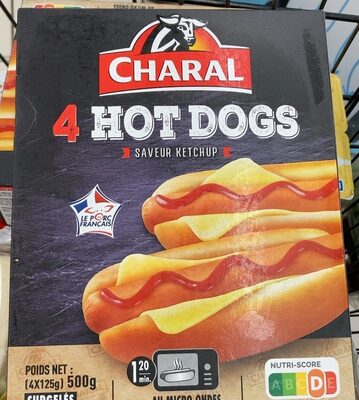 CHARAL
4 HOT DOGS
SAVEUR KETCHUP
LE PORC
FRANÇAIS
POIDS NET :
(4X125g) 500g
SURGELÉS
1 20
min.
AU MICRO-ONDES
NUTRI-SCORE
A B C D E